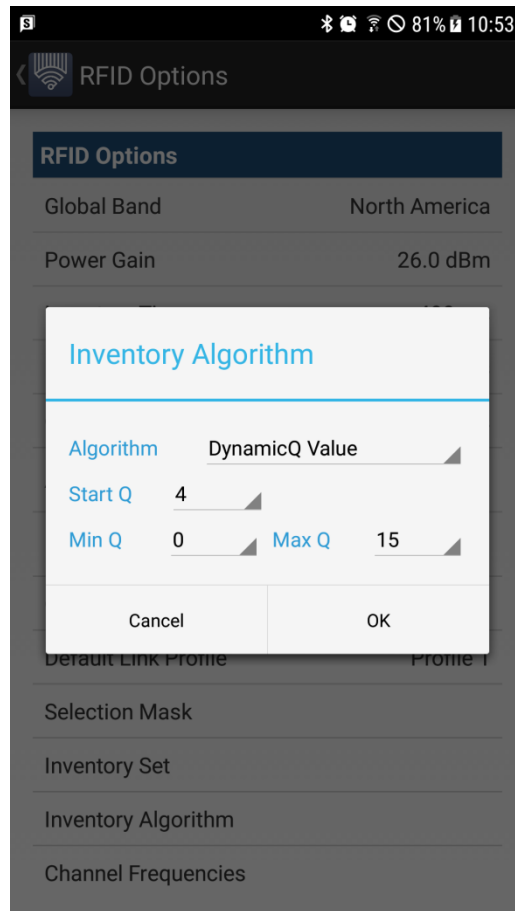 S 81% 10:53
RFID Options
RFID Options
Global Band North America
Power Gain 26.0 dBm
Inventory Algorithm
Algorithm DynamicQ Value
Start Q 4
Min Q 0 Max Q 15
Cancel OK
Default Link Profile Profile 1
Selection Mask
Inventory Set
Inventory Algorithm
Channel Frequencies